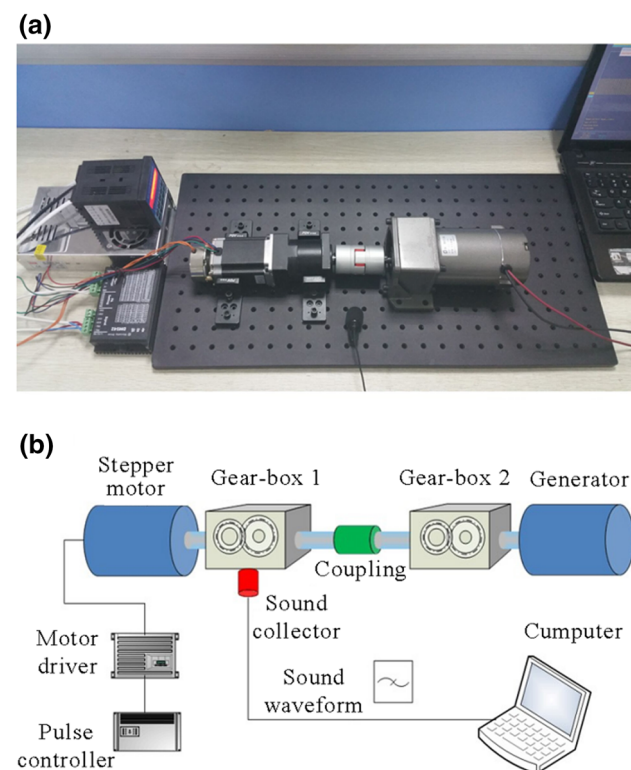 (a)
(b)
Stepper
motor
Gear-box 1
Gear-box 2
Generator
Coupling
Sound
collector
Motor
driver
Sound
waveform
Cumputer
Pulse
controller